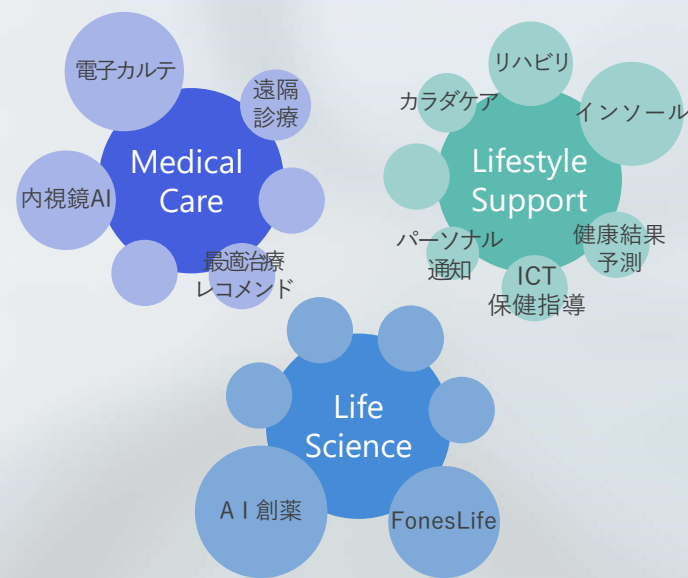 電子カルテ
遠隔
診療
Medical
Care
内視鏡AI
最適治療
レコメンド
リハビリ
カラダケア
インソール
Lifestyle
Support
パーソナル
通知
健康結果
予測
ICT
保健指導
Life
Science
AI創薬
FonesLife